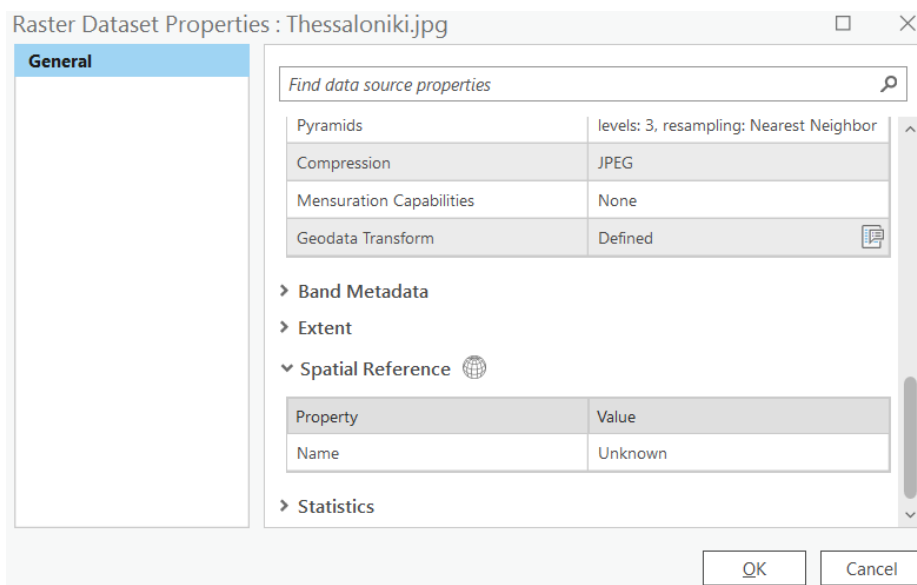 Raster Dataset Properties : Thessaloniki.jpg
General
Find data source properties
Pyramids levels: 3, resampling: Nearest Neighbor
Compression JPEG
Mensuration Capabilities None
Geodata Transform Defined
Band Metadata
Extent
Spatial Reference
Property Value
Name Unknown
Statistics
OK Cancel